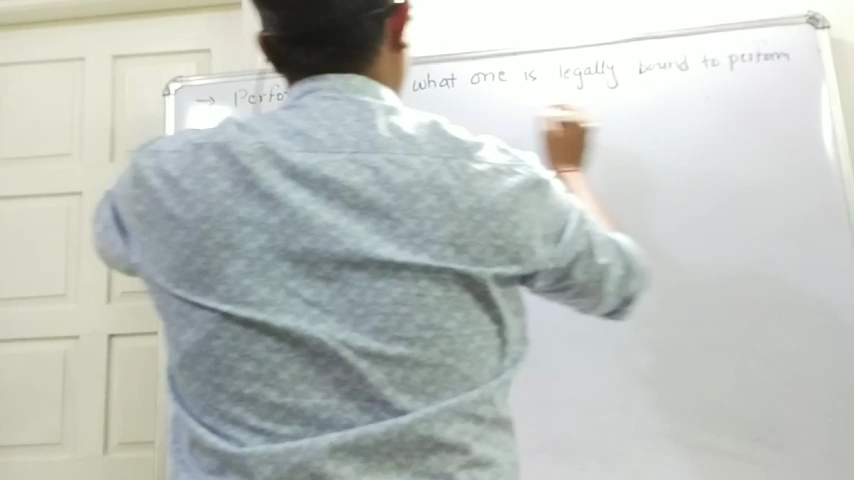 → Perfo what one is legally bound to perform